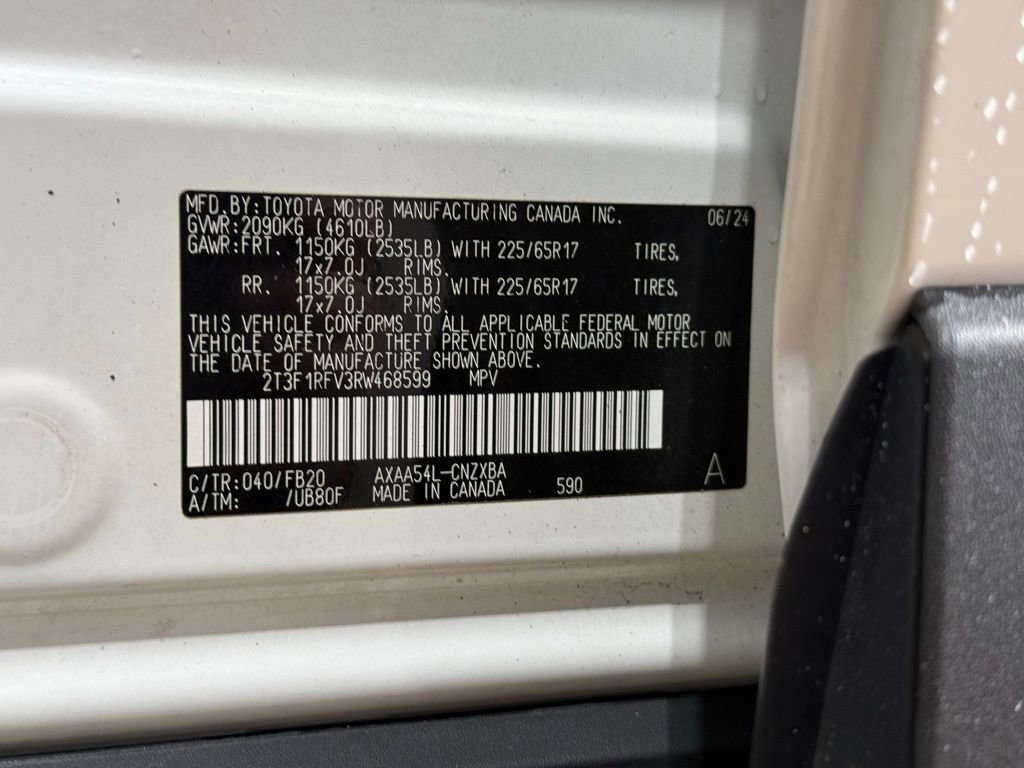 MFD.BY:TOYOTA MOTOR MANUFACTURING CANADA INC. 06/24
GVWR:2090KG (4610LB)
GAWR:FRT. 1150KG (2535LB) WITH 225/65R17 TIRES,
17x7.0J RIMS.
RR. 1150KG (2535LB) WITH 225/65R17 TIRES,
17x7.0J RIMS.
THIS VEHICLE CONFORMS TO ALL APPLICABLE FEDERAL MOTOR
VEHICLE SAFETY AND THEFT PREVENTION STANDARDS IN EFFECT ON
THE DATE OF MANUFACTURE SHOWN ABOVE.
2T3F1RFV3RW468599 MPV
C/TR:040/FB20 AXAA54L-CNZXBA
A/TM: /UB80F MADE IN CANADA 590 A